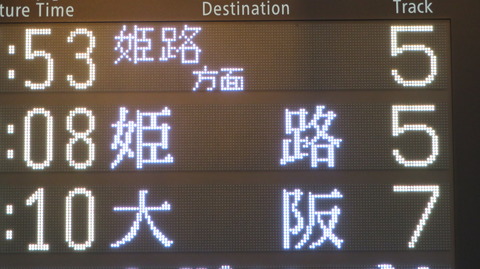 ture Time Destination Track
:53 姫路方面 5
:08 姫路 5
:10 大阪 7